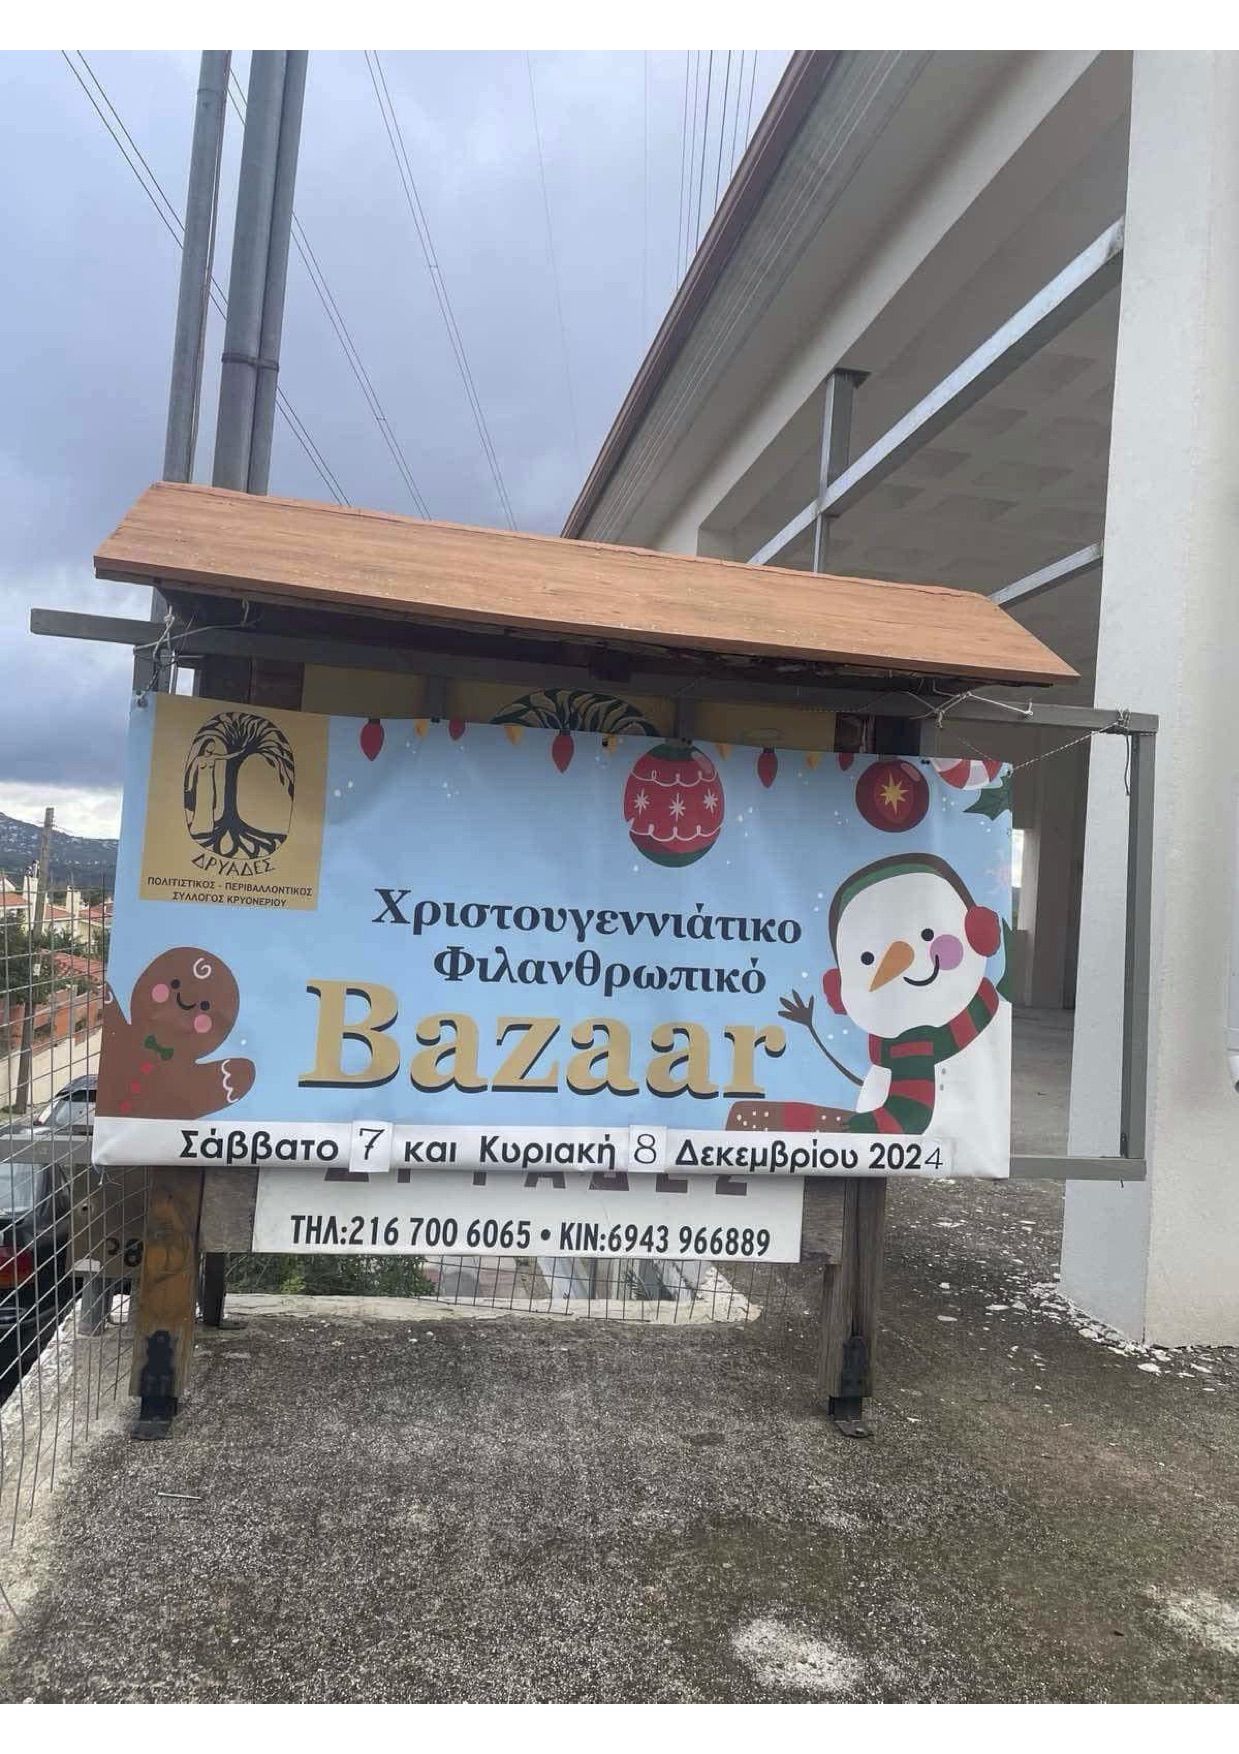 ΔΡΥΑΔΕΣ
ΠΟΛΙΤΙΣΤΙΚΟΣ - ΠΕΡΙΒΑΛΛΟΝΤΙΚΟΣ
ΣΥΛΛΟΓΟΣ ΚΡΥΟΝΕΡΙΟΥ
Χριστουγεννιάτικο
Φιλανθρωπικό
Bazaar
Σάββατο 7 και Κυριακή 8 Δεκεμβρίου 2024
ΔΡΥΑΔΕΣ
ΤΗΛ:216 700 6065 • ΚΙΝ:6943 966889